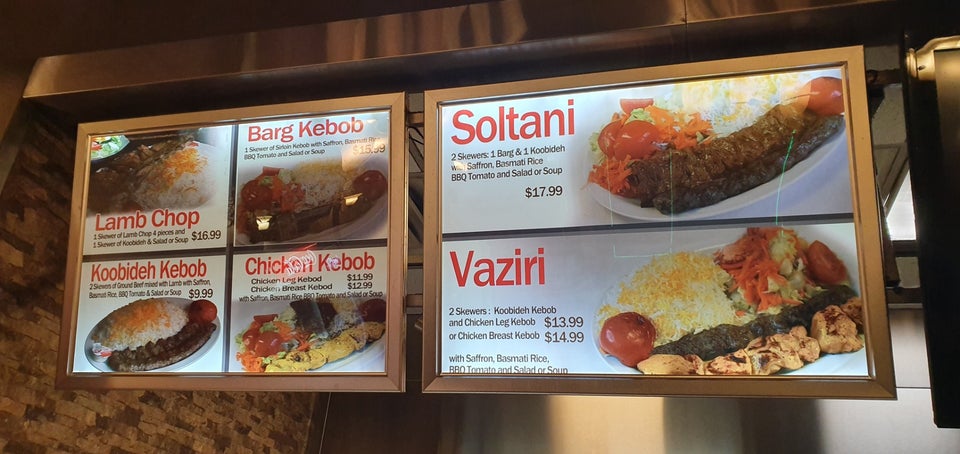 Lamb Chop
1 Skewer of Lamb Chop 4 pieces and
1 Skewer of Koobideh & Salad or Soup $16.99
Barg Kebob
1 Skewer of Sirloin Kebob with Saffron, Basmati Rice
BBQ Tomato and Salad or Soup $15.99
Koobideh Kebob
2 Skewers of Ground Beef mixed with Lamb with Saffron,
Basmati Rice, BBQ Tomato & Salad or Soup $9.99
Chicken Kebob
Chicken Leg Kebod $11.99
Chicken Breast Kebod $12.99
with Saffron, Basmati Rice BBQ Tomato and Salad or Soup
Soltani
2 Skewers: 1 Barg & 1 Koobideh
with Saffron, Basmati Rice
BBQ Tomato and Salad or Soup
$17.99
Vaziri
2 Skewers : Koobideh Kebob
and Chicken Leg Kebob $13.99
or Chicken Breast Kebob $14.99
with Saffron, Basmati Rice,
BBQ Tomato and Salad or Soup